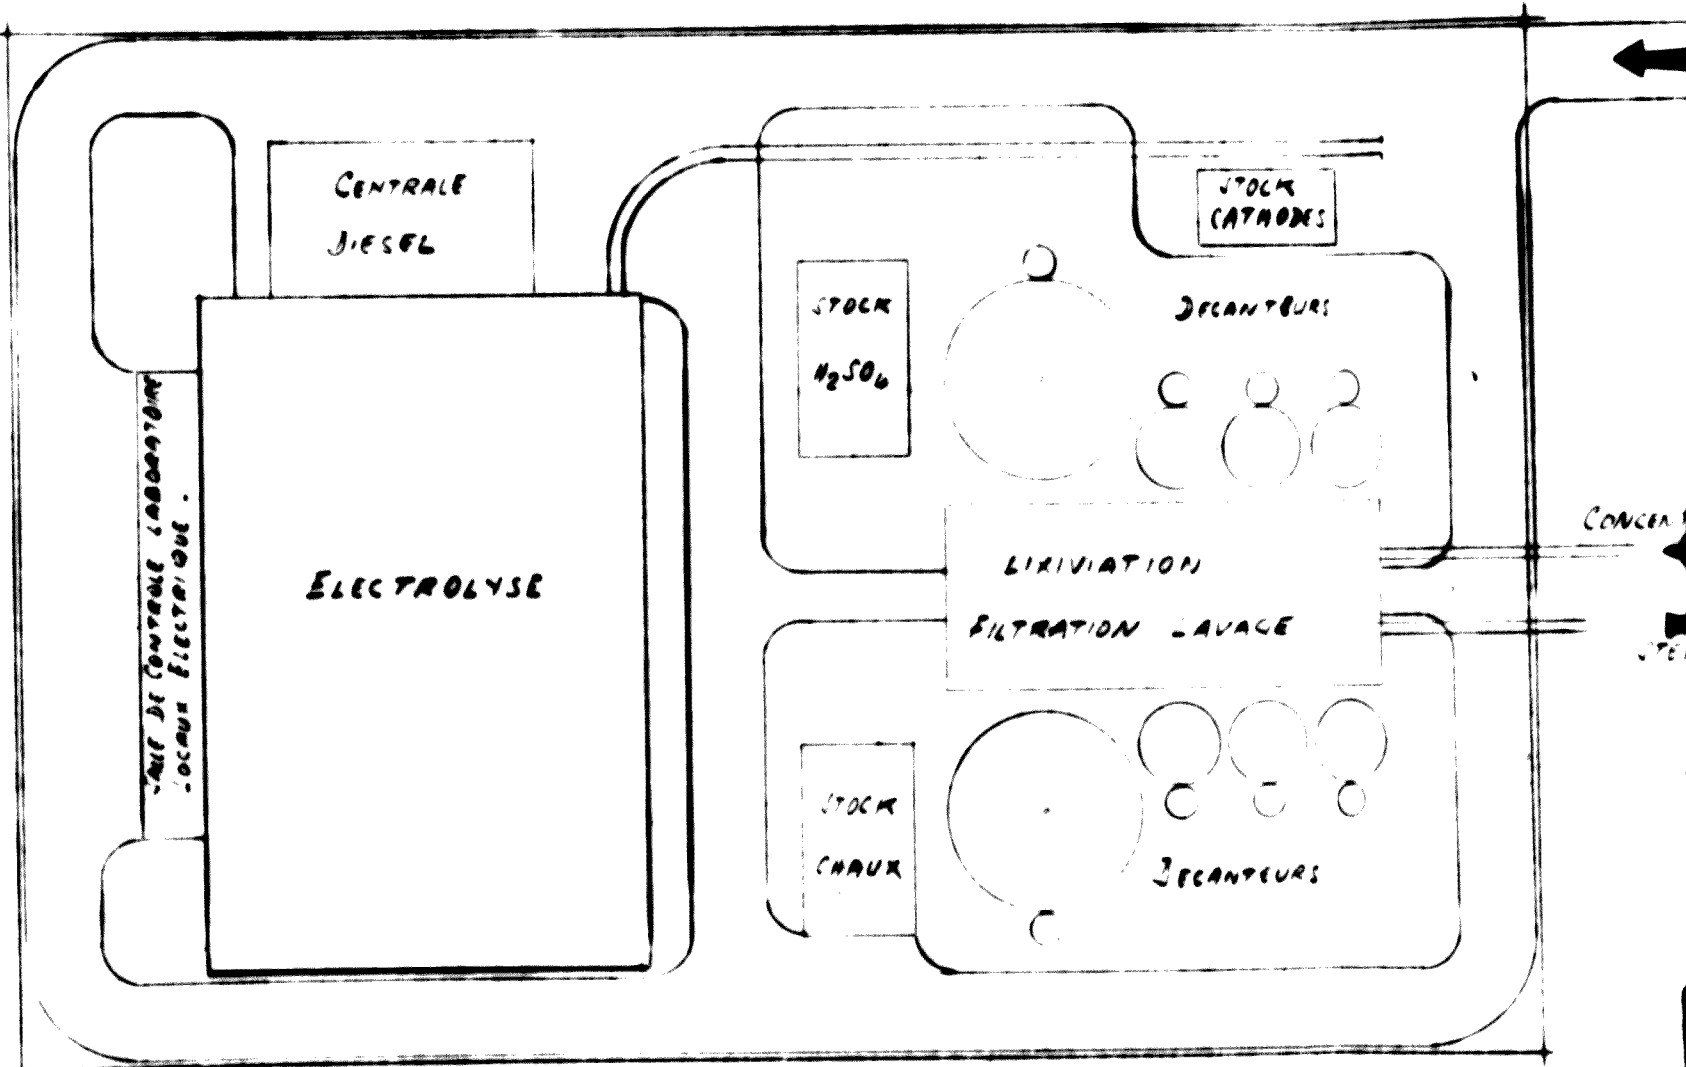 CENTRALE
DIESEL
STOCK
CATHODES
STOCK
H₂SO₄
DECANTEURS
SALLE DE CONTROLE LABORATOIRE
LOCAUX ELECTRIQUE.
ELECTROLYSE
LIXIVIATION
FILTRATION LAVAGE
STOCK
CHAUX
DECANTEURS